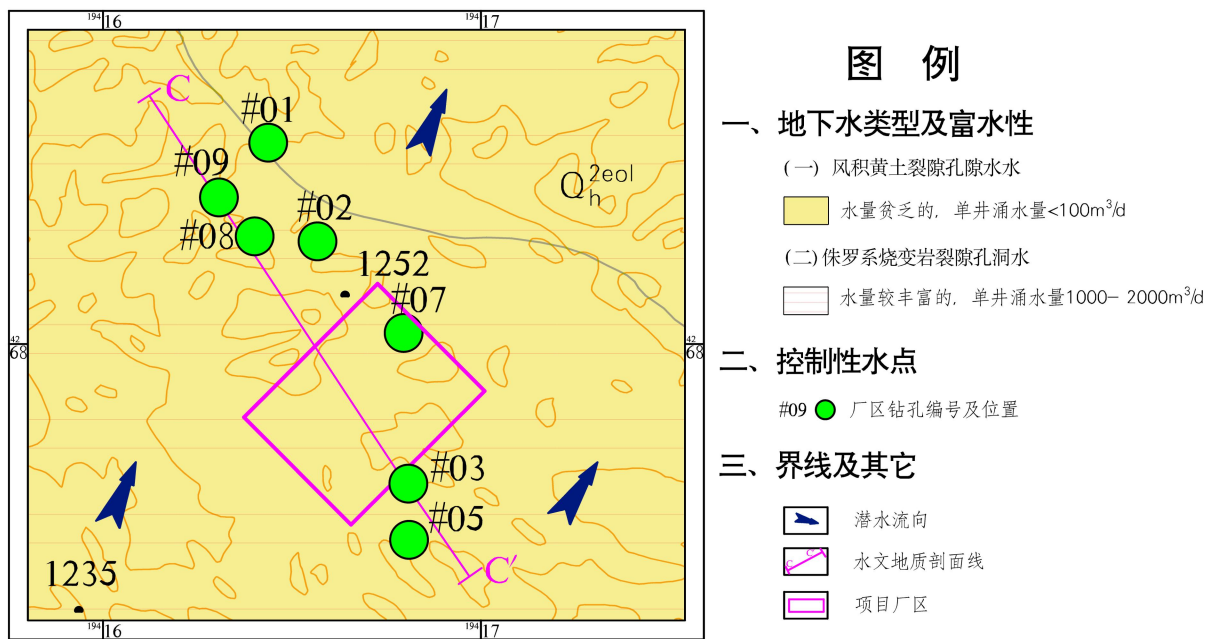 194 16
194 17
C
#01
#09
#02
#08
Q 2eol h
1252
#07
42 68
42 68
#03
#05
C'
1235
194 16
194 17
图 例
一、地下水类型及富水性
(一) 风积黄土裂隙孔隙水水
水量贫乏的, 单井涌水量<100m³/d
(二) 侏罗系烧变岩裂隙孔洞水
水量较丰富的, 单井涌水量1000- 2000m³/d
二、控制性水点
#09 厂区钻孔编号及位置
三、界线及其它
潜水流向
水文地质剖面线
项目厂区